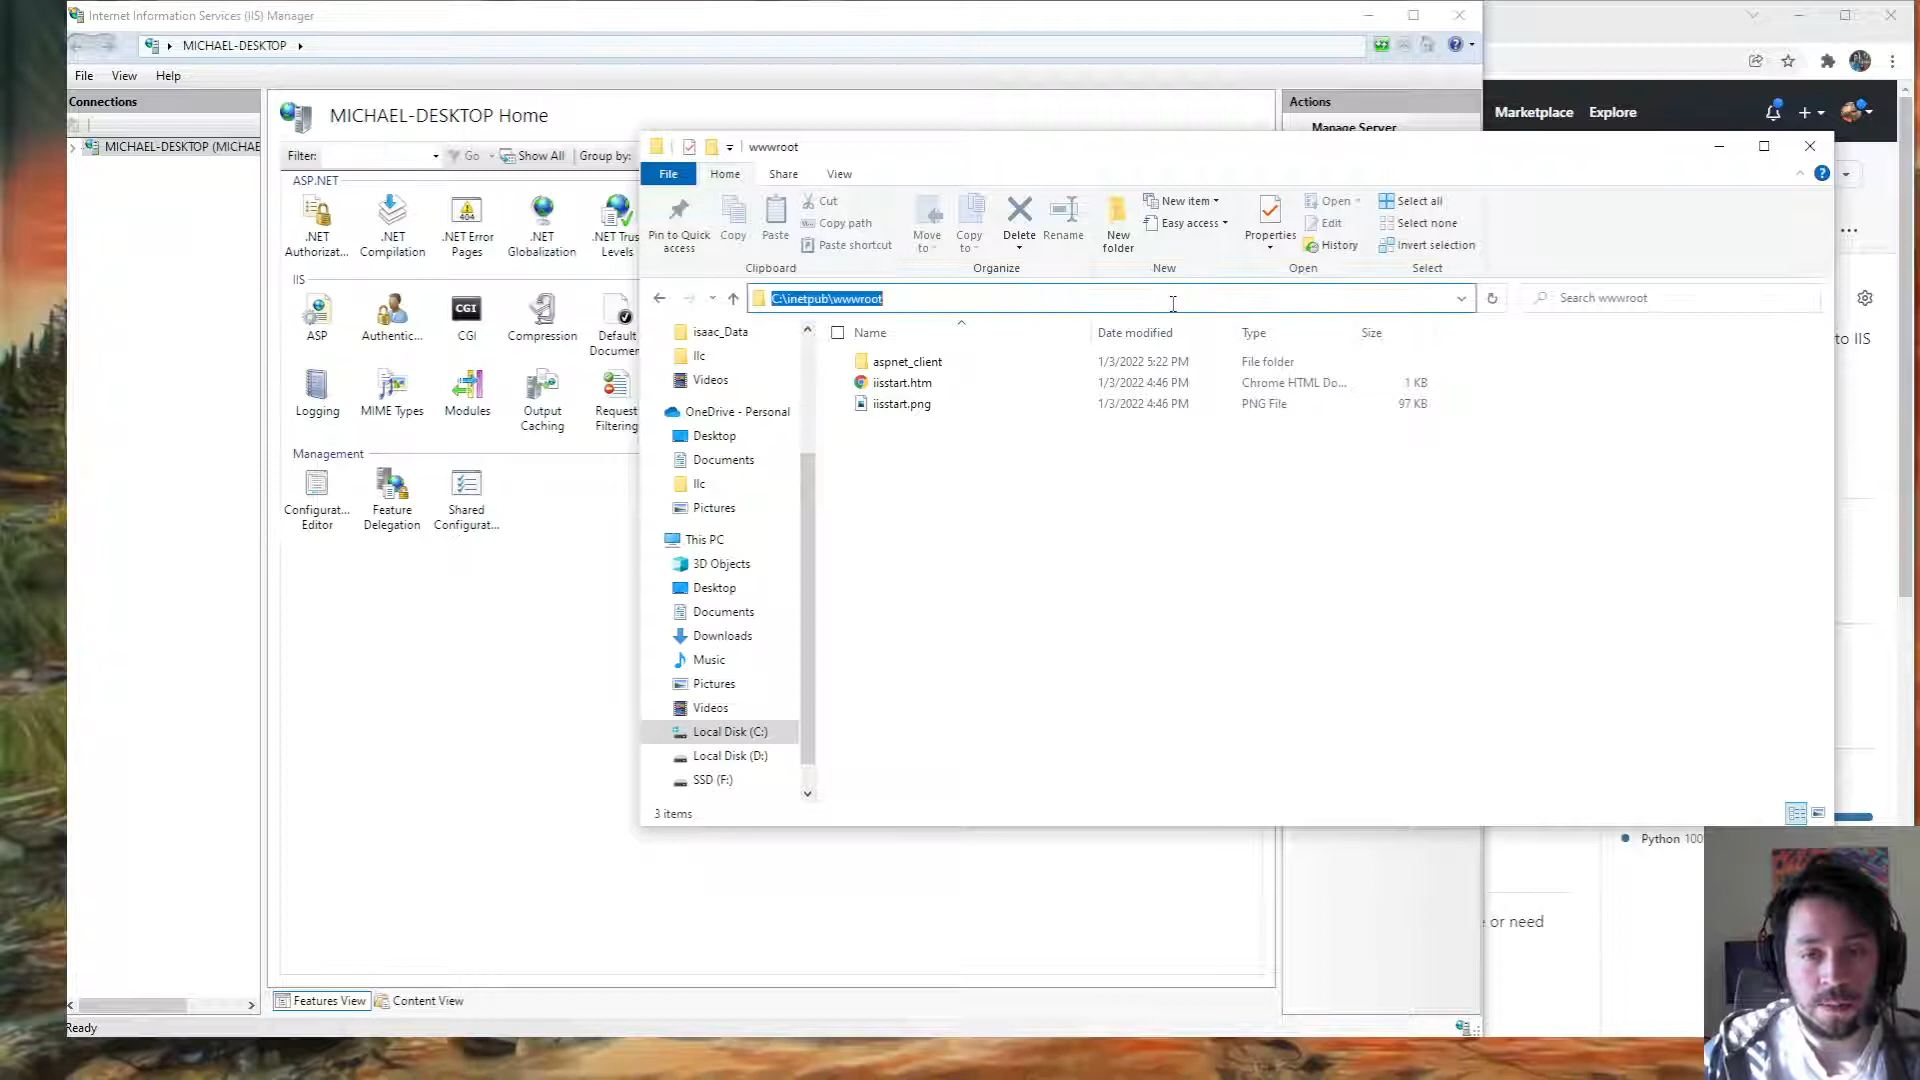 Internet Information Services (IIS) Manager
MICHAEL-DESKTOP
File View Help
Connections
MICHAEL-DESKTOP (MICHAE
MICHAEL-DESKTOP Home
Filter: Go Show All Group by:
ASP.NET
.NET Authorizat...
.NET Compilation
.NET Error Pages
.NET Globalization
.NET Trus Levels
IIS
ASP
Authentic...
CGI
CGI
Compression
Default Documen
Logging
MIME Types
Modules
Output Caching
Request Filtering
Management
Configurat... Editor
Feature Delegation
Shared Configurat...
Features View Content View
Ready
Actions
Manage Server
Marketplace Explore
wwwroot
File Home Share View
Pin to Quick access
Copy
Paste
Cut
Copy path
Paste shortcut
Clipboard
Move to
Copy to
Delete
Rename
Organize
New folder
New item
Easy access
New
Properties
Open
Edit
History
Open
Select all
Select none
Invert selection
Select
C:\inetpub\wwwroot
Search wwwroot
Name Date modified Type Size
aspnet_client 1/3/2022 5:22 PM File folder
iisstart.htm 1/3/2022 4:46 PM Chrome HTML Do... 1 KB
iisstart.png 1/3/2022 4:46 PM PNG File 97 KB
isaac_Data
llc
Videos
OneDrive - Personal
Desktop
Documents
llc
Pictures
This PC
3D Objects
Desktop
Documents
Downloads
Music
Pictures
Videos
Local Disk (C:)
Local Disk (D:)
SSD (F:)
3 items
to IIS
Python 100
or need